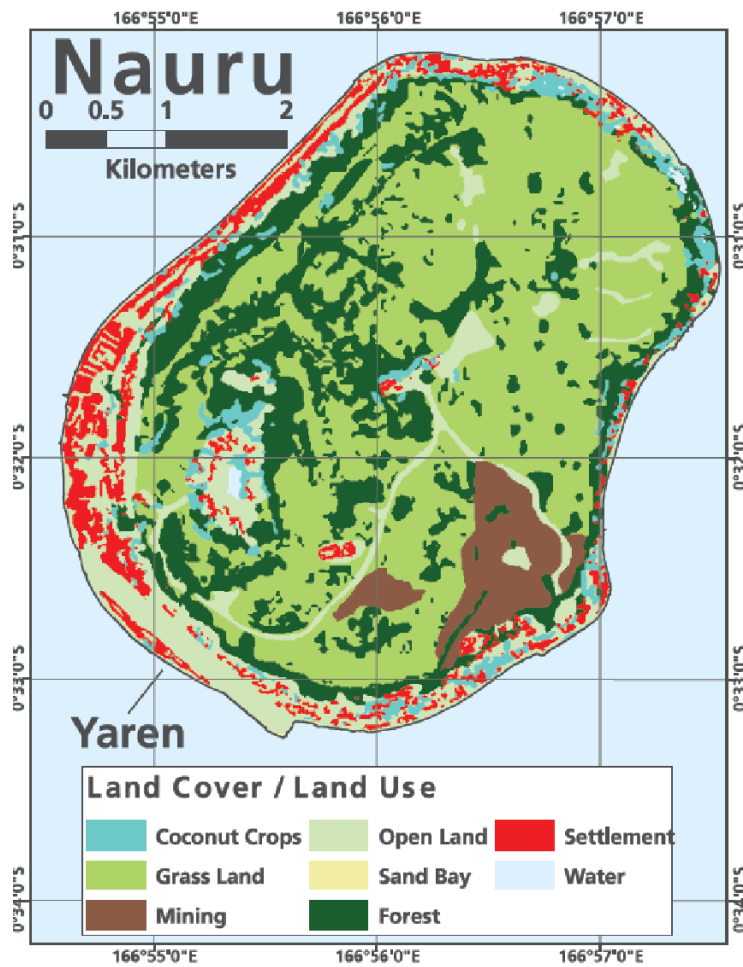 166°55'0"E 166°56'0"E 166°57'0"E
Nauru
0 0.5 1 2
Kilometers
0°31'0"S 0°31'0"S
0°32'0"S 0°32'0"S
0°33'0"S 0°33'0"S
Yaren
Land Cover / Land Use
Coconut Crops Open Land Settlement
Grass Land Sand Bay Water
Mining Forest
0°34'0"S 0°34'0"S
166°55'0"E 166°56'0"E 166°57'0"E